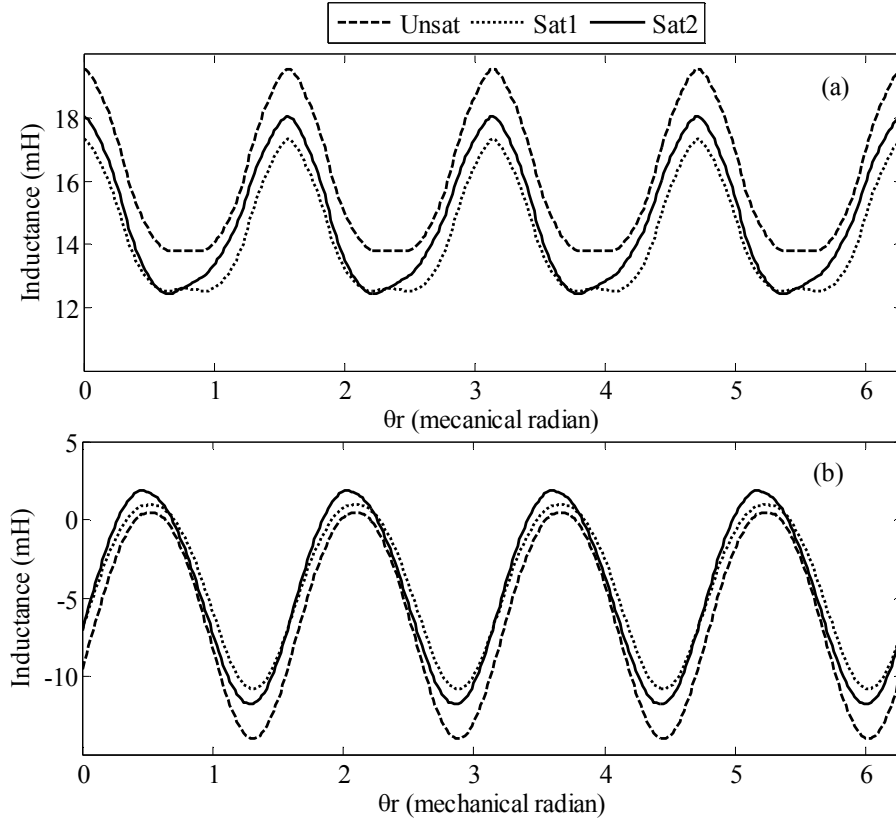 Unsat Sat1 Sat2
(a)
18
16
14
12
Inductance (mH)
0 1 2 3 4 5 6
θr (mecanical radian)
(b)
5
0
-5
-10
Inductance (mH)
0 1 2 3 4 5 6
θr (mechanical radian)